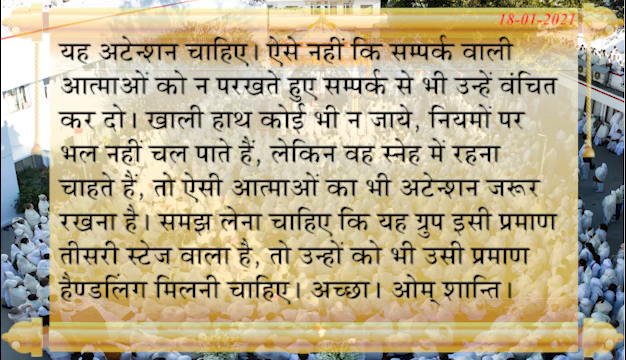 18-01-2021
यह अटेन्शन चाहिए। ऐसे नहीं कि सम्पर्क वाली
आत्माओं को न परखते हुए सम्पर्क से भी उन्हें वंचित
कर दो। खाली हाथ कोई भी न जाये, नियमों पर
भल नहीं चल पाते हैं, लेकिन वह स्नेह में रहना
चाहते हैं, तो ऐसी आत्माओं का भी अटेन्शन जरूर
रखना है। समझ लेना चाहिए कि यह ग्रुप इसी प्रमाण
तीसरी स्टेज वाला है, तो उन्हों को भी उसी प्रमाण
हैण्डलिंग मिलनी चाहिए। अच्छा। ओम् शान्ति।